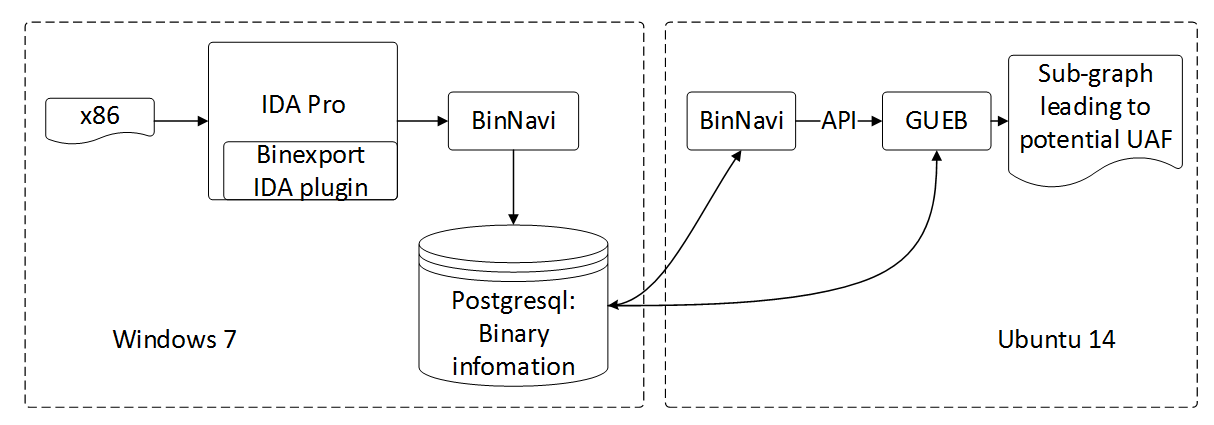 x86
IDA Pro
Binexport
IDA plugin
BinNavi
Postgresql:
Binary
infomation
Windows 7
BinNavi
API
GUEB
Sub-graph
leading to
potential UAF
Ubuntu 14